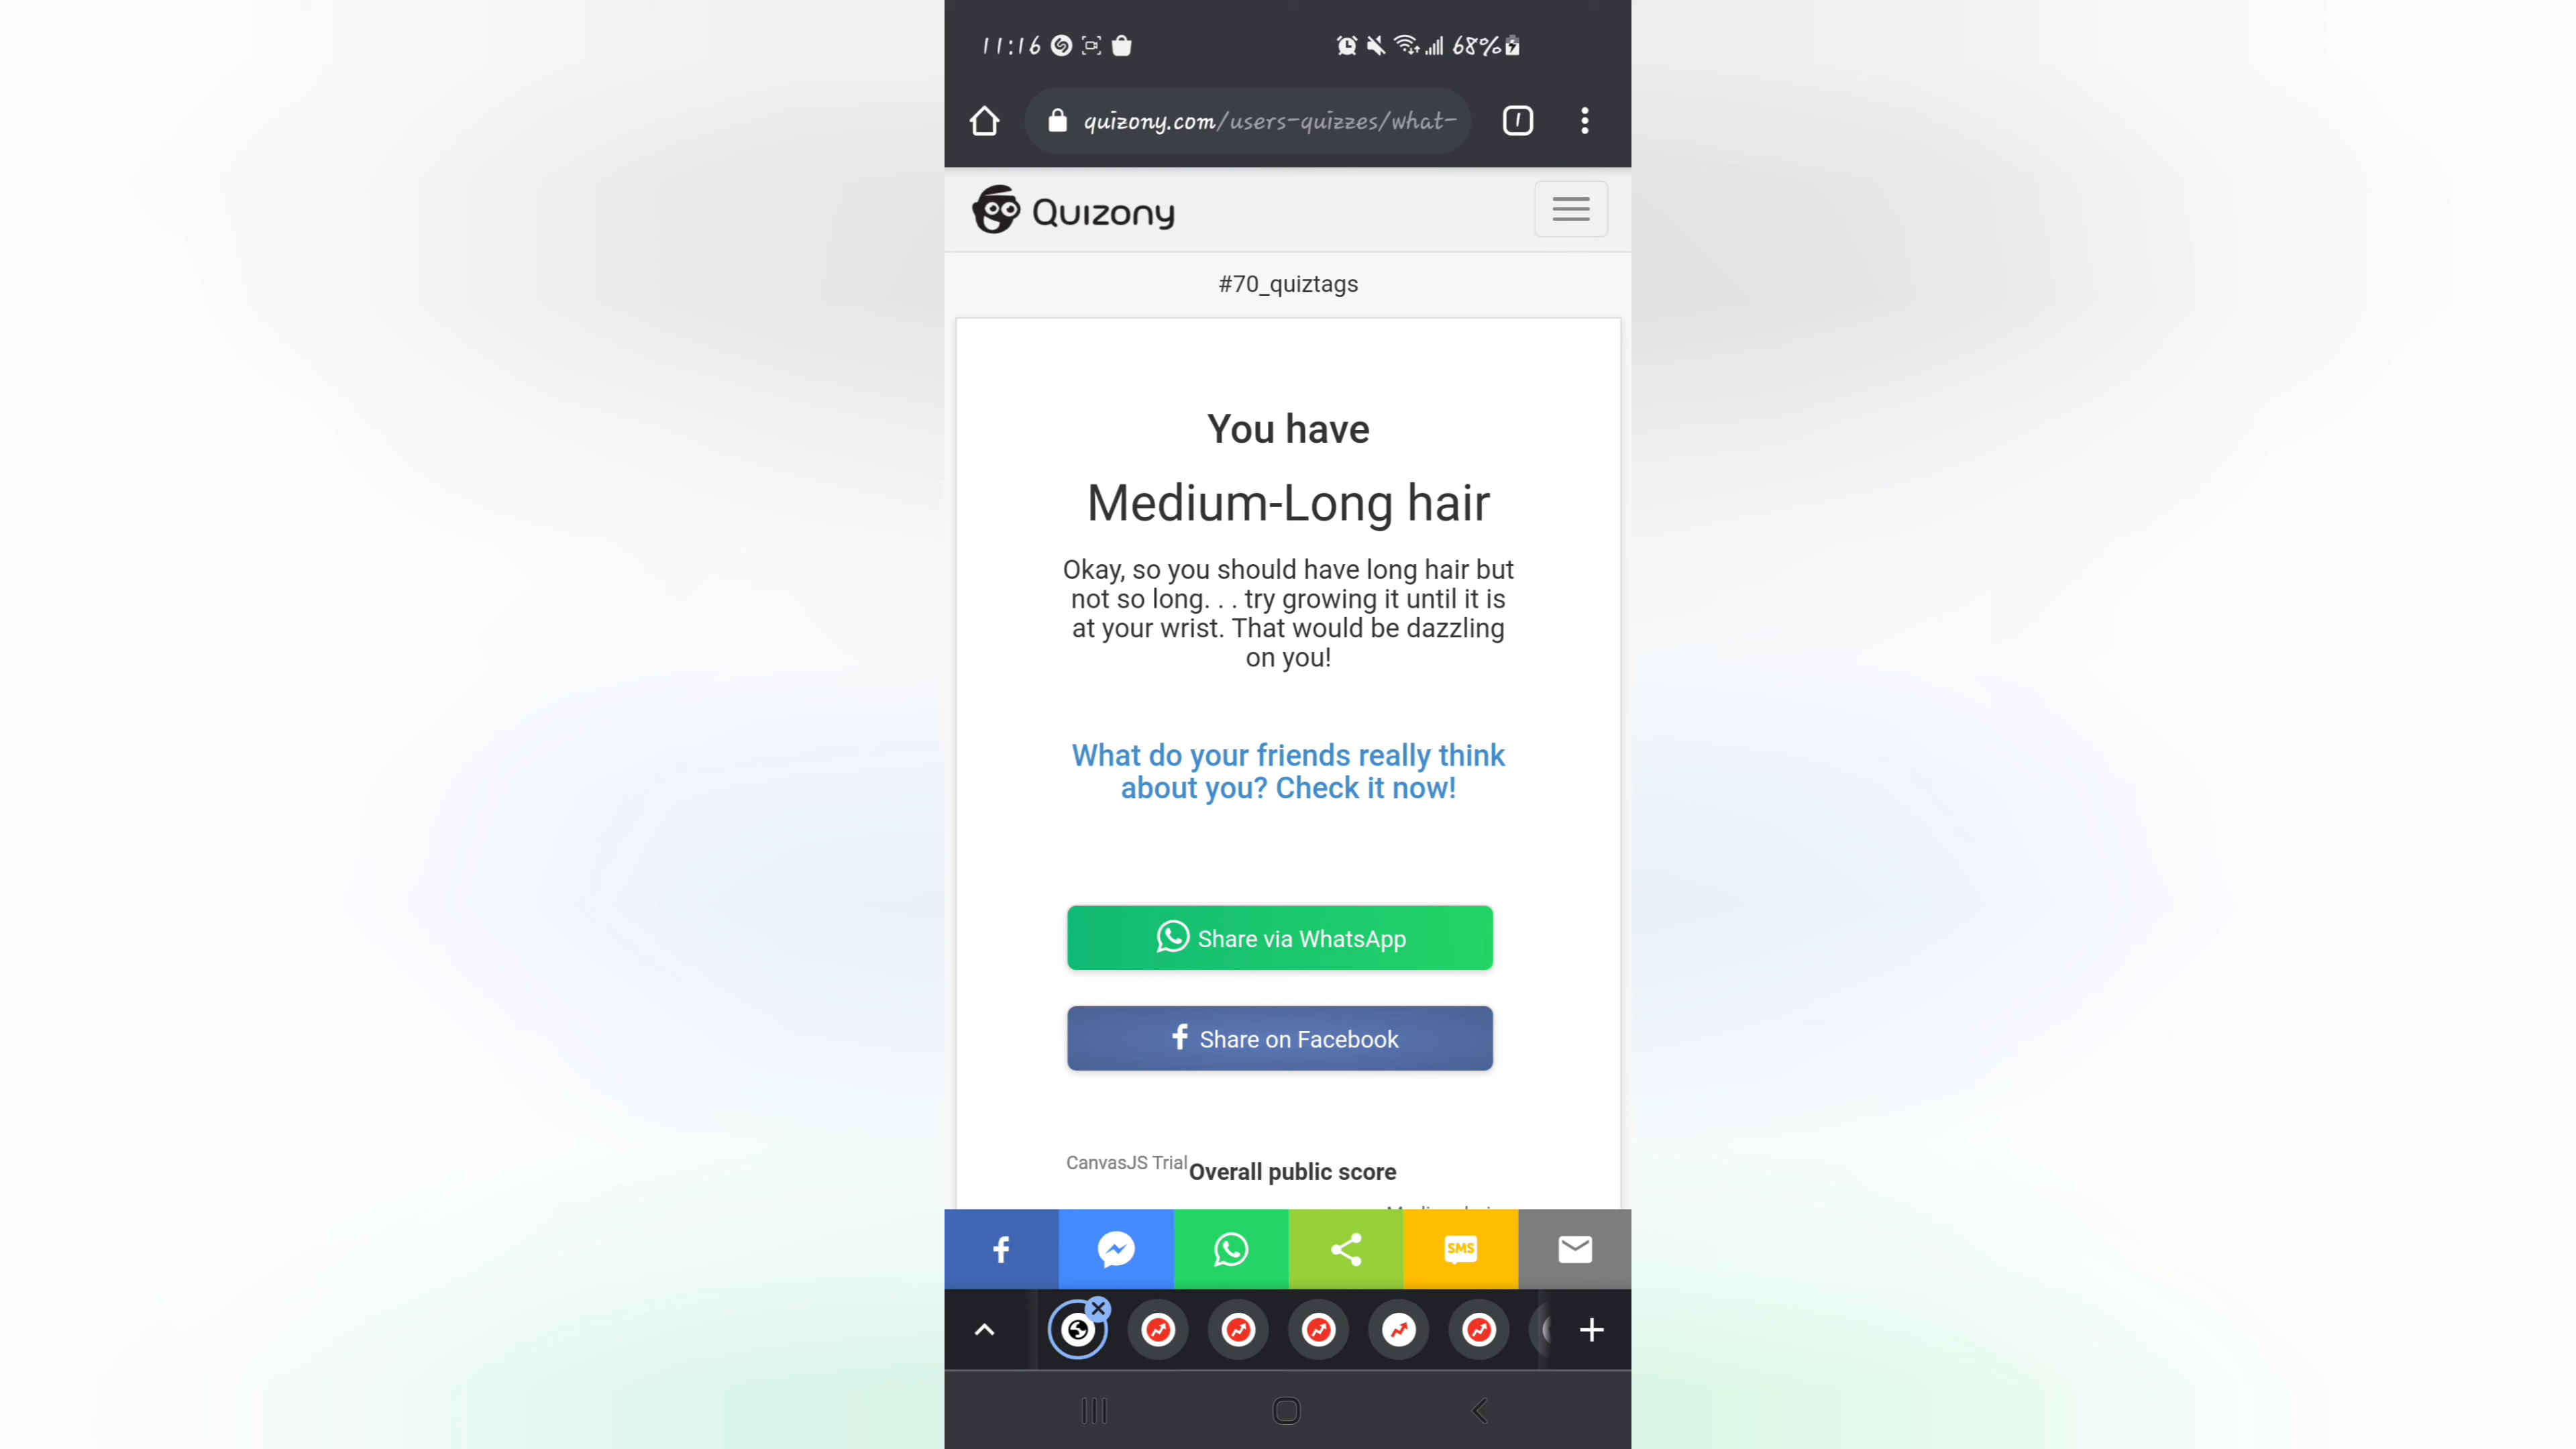 11:16
68%
quizony.com/users-quizzes/what-
Quizony
#70_quiztags
You have
Medium-Long hair
Okay, so you should have long hair but
not so long. . . try growing it until it is
at your wrist. That would be dazzling
on you!
What do your friends really think
about you? Check it now!
Share via WhatsApp
Share on Facebook
CanvasJS Trial
Overall public score
SMS